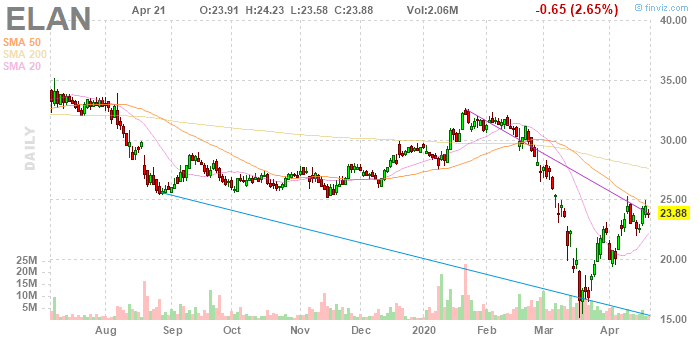 ELAN
Apr 21 O:23.91 H:24.23 L:23.58 C:23.88 Vol:2.06M -0.65 (2.65%) © finviz.com
SMA 50
SMA 200
SMA 20
DAILY
40.00
35.00
30.00
25.00
23.88
20.00
15.00
25M
20M
15M
10M
5M
Aug Sep Oct Nov Dec 2020 Feb Mar Apr